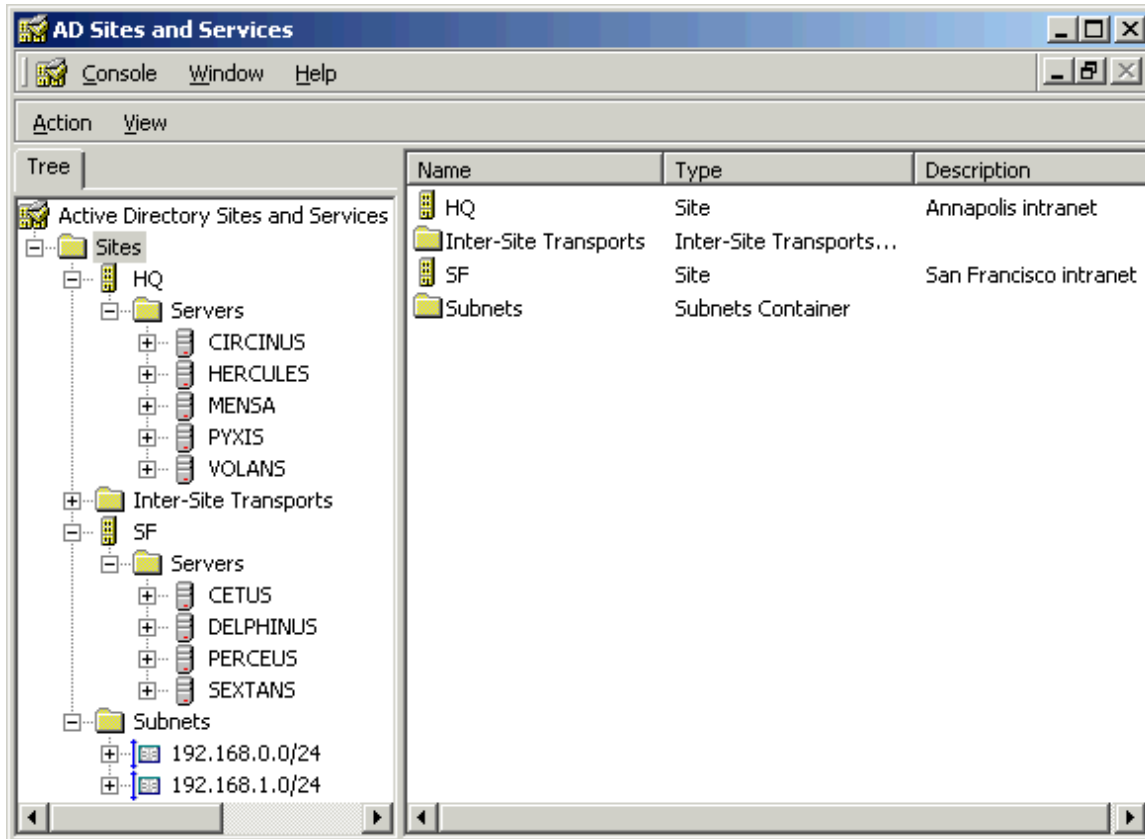 AD Sites and Services
Console Window Help
Action View
Tree
Active Directory Sites and Services
Sites
HQ
Servers
CIRCINUS
HERCULES
MENSA
PYXIS
VOLANS
Inter-Site Transports
SF
Servers
CETUS
DELPHINUS
PERCEUS
SEXTANS
Subnets
192.168.0.0/24
192.168.1.0/24
Name Type Description
HQ Site Annapolis intranet
Inter-Site Transports Inter-Site Transports...
SF Site San Francisco intranet
Subnets Subnets Container